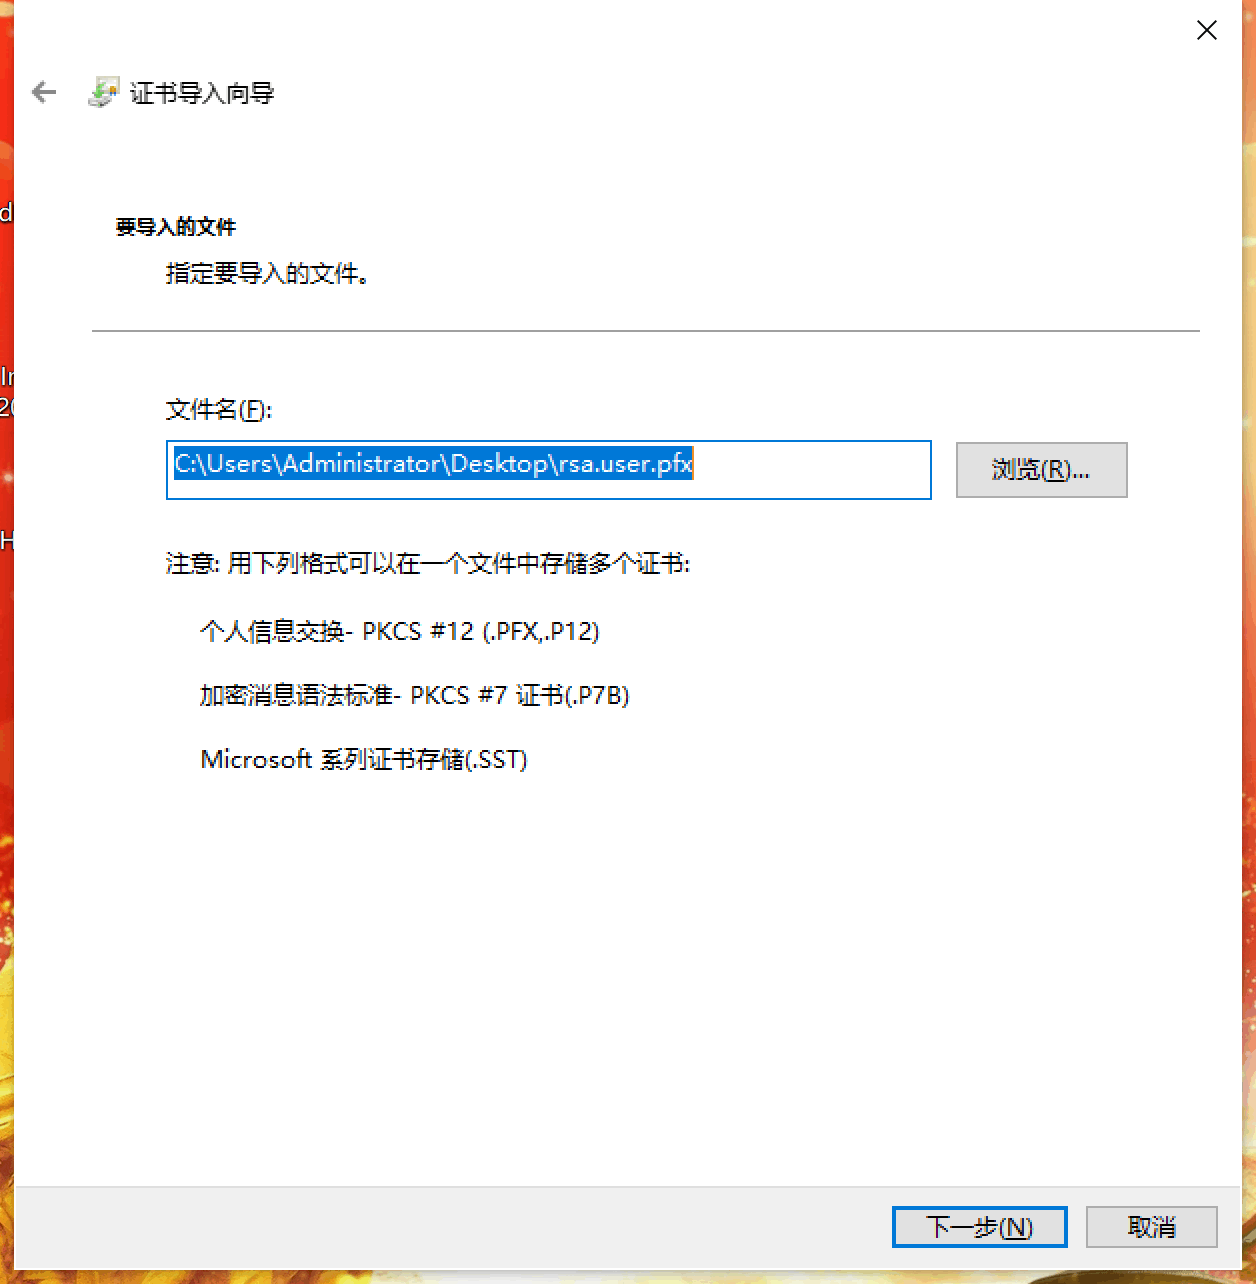 证书导入向导
要导入的文件
指定要导入的文件。
文件名(F):
C:\Users\Administrator\Desktop\rsa.user.pfx
浏览(R)...
注意: 用下列格式可以在一个文件中存储多个证书:
个人信息交换- PKCS #12 (.PFX,.P12)
加密消息语法标准- PKCS #7 证书(.P7B)
Microsoft 系列证书存储(.SST)
下一步(N)
取消